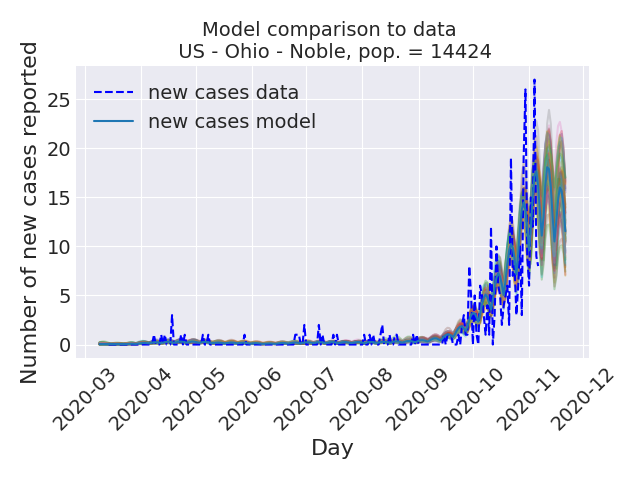 Model comparison to data
US - Ohio - Noble, pop. = 14424
Number of new cases reported
25
20
15
10
5
0
new cases data
new cases model
2020-03
2020-04
2020-05
2020-06
2020-07
2020-08
2020-09
2020-10
2020-11
2020-12
Day